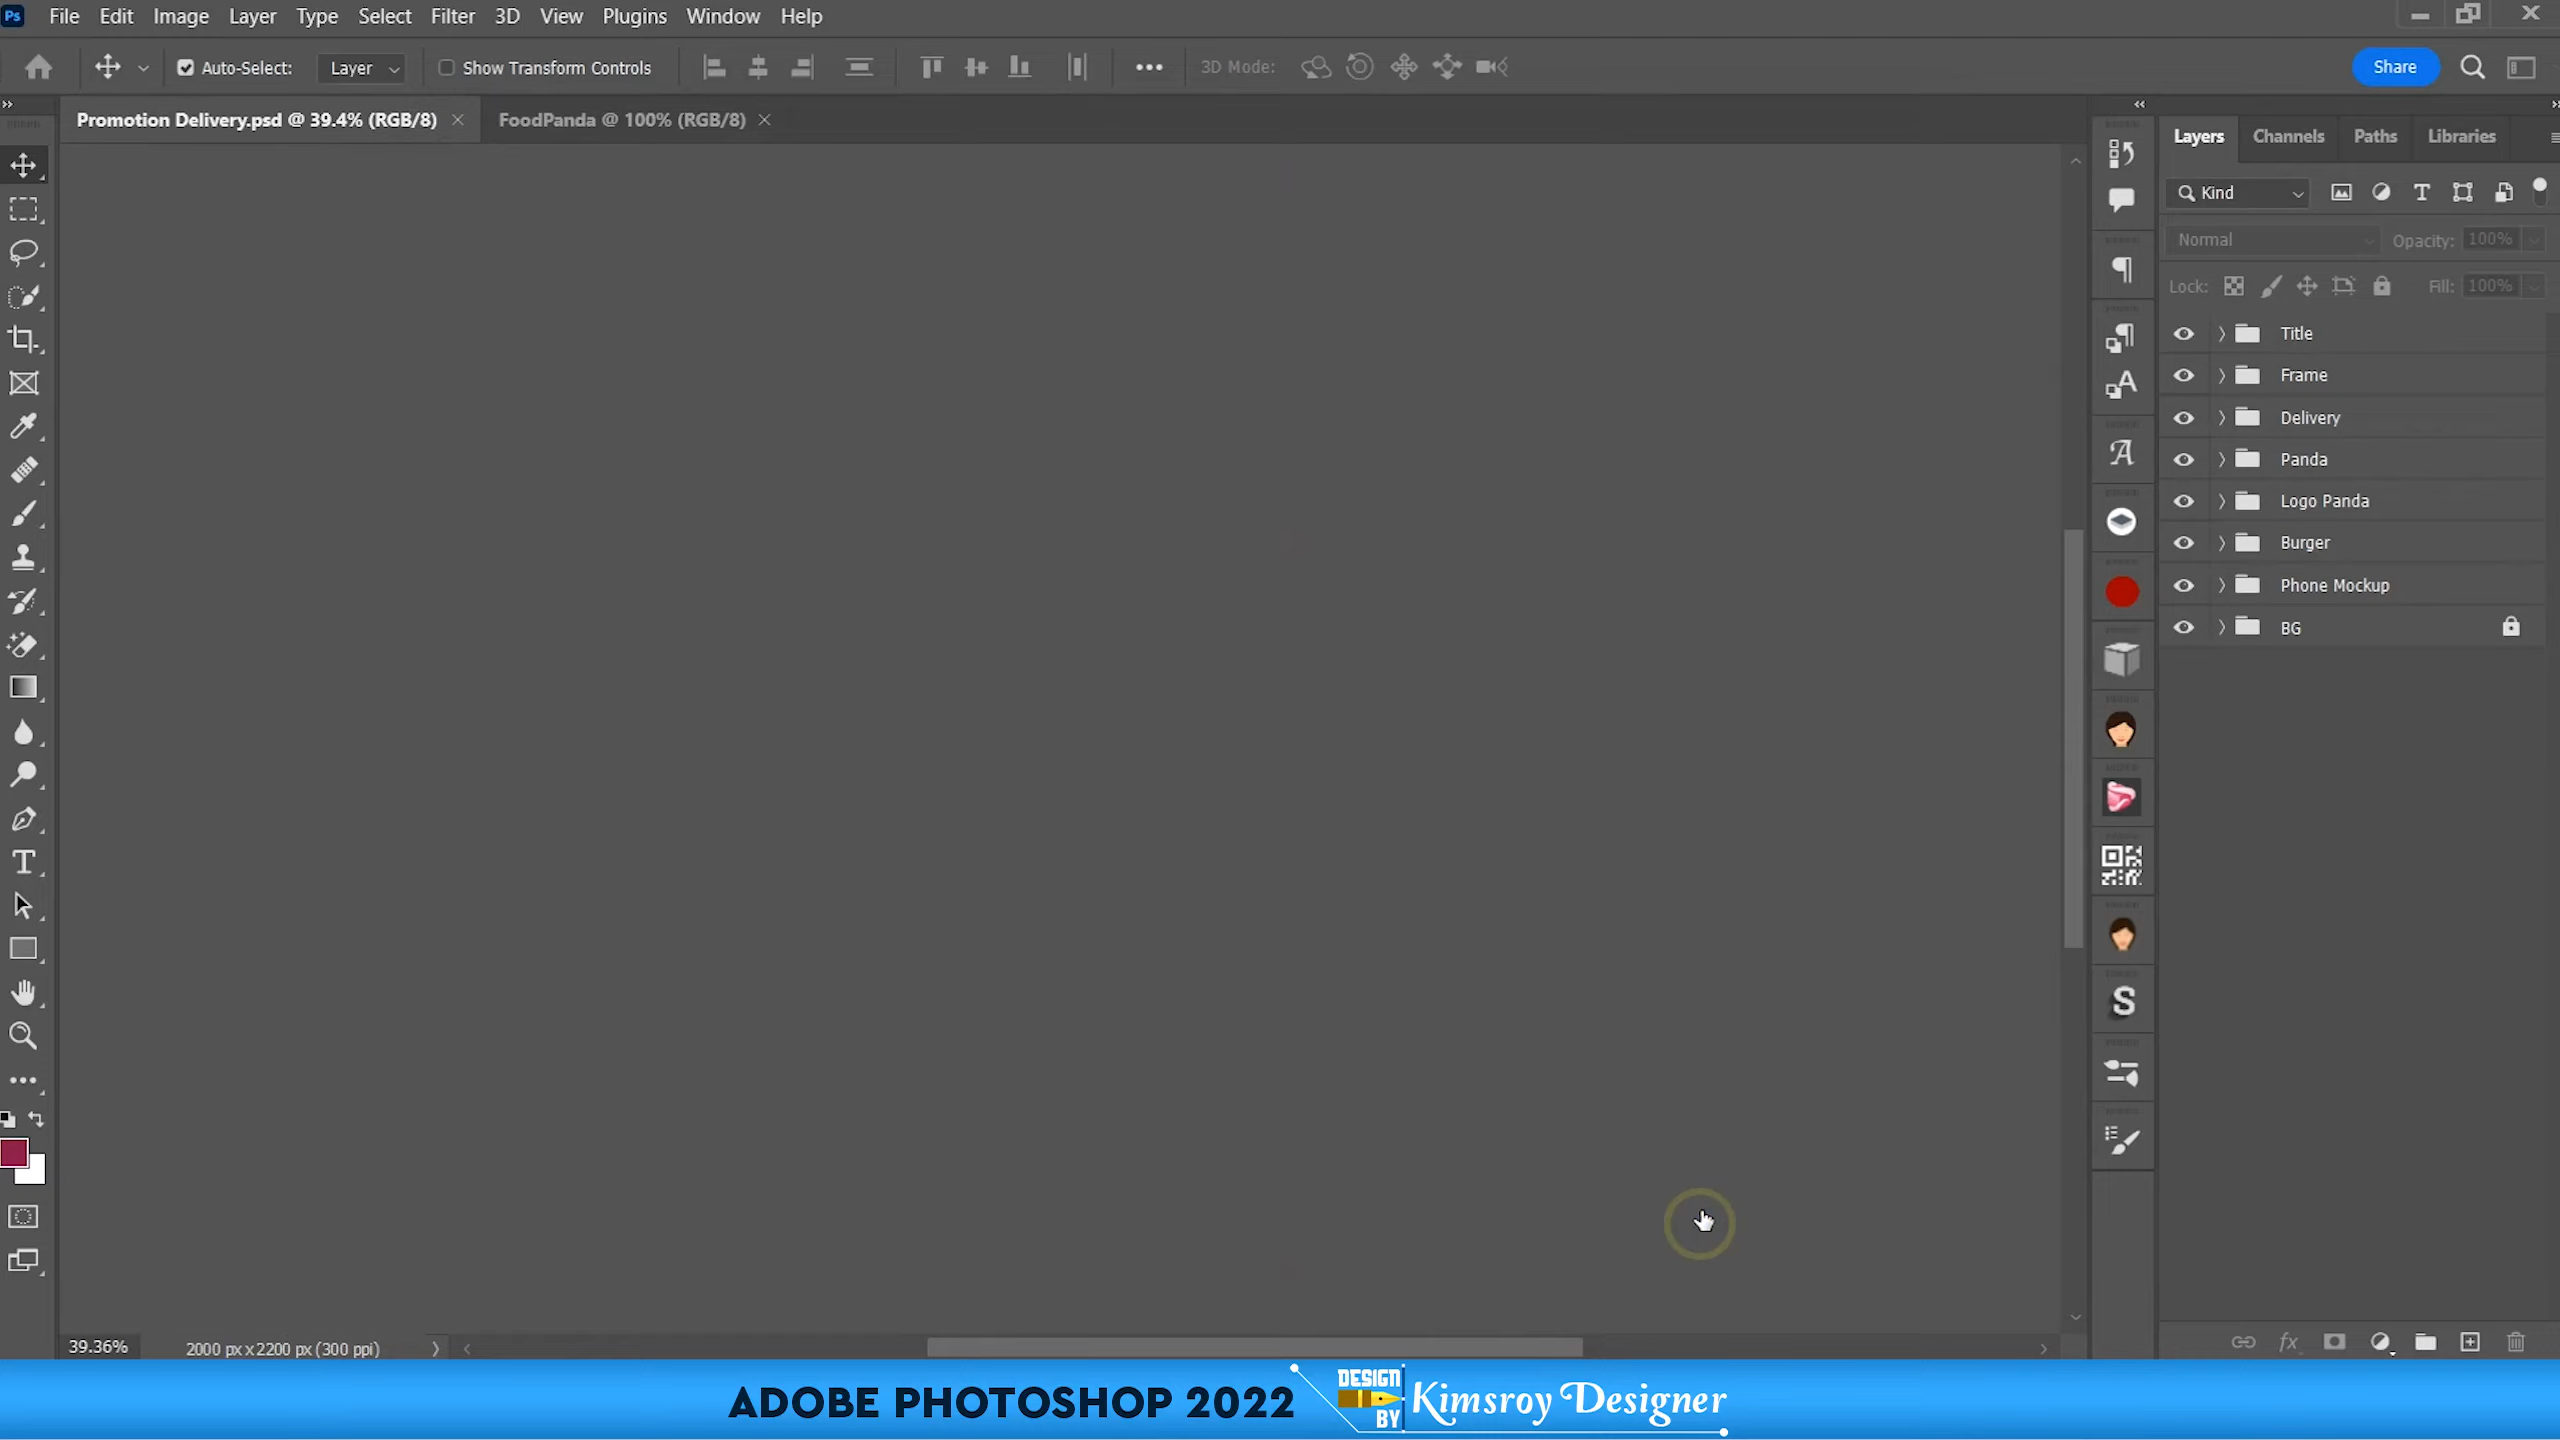 Ps File Edit Image Layer Type Select Filter 3D View Plugins Window Help
Auto-Select: Layer Show Transform Controls 3D Mode: Share
Promotion Delivery.psd @ 39.4% (RGB/8) FoodPanda @ 100% (RGB/8)
Layers Channels Paths Libraries
Kind
Normal Opacity: 100%
Lock: Fill: 100%
Title
Frame
Delivery
Panda
Logo Panda
Burger
Phone Mockup
BG
39.36% 2000 px x 2200 px (300 ppi)
ADOBE PHOTOSHOP 2022 DESIGN BY Kimsroy Designer